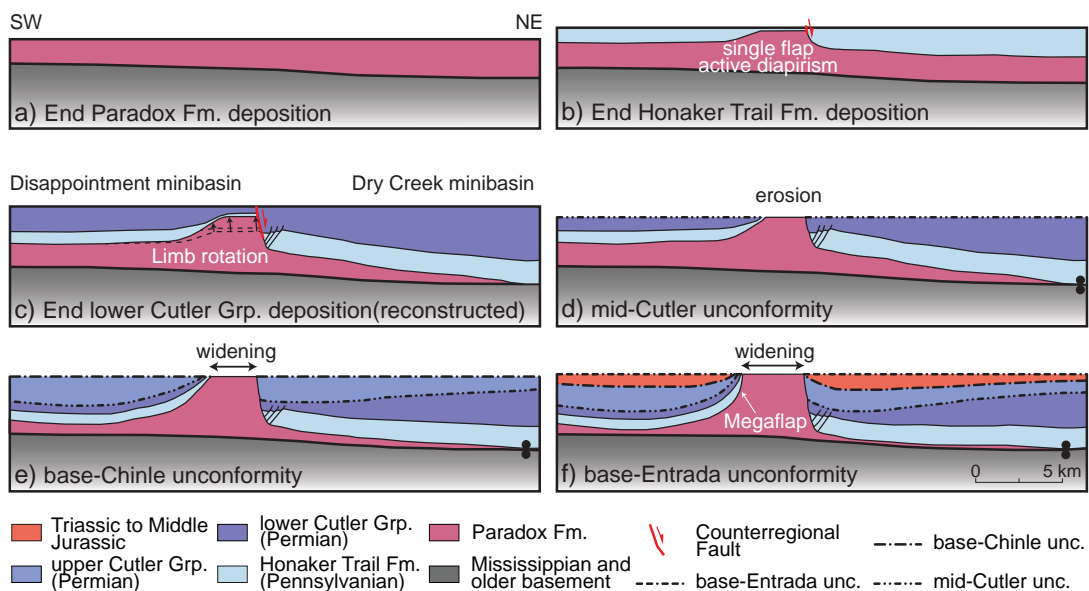 SW
NE
single flap
active diapirism
a) End Paradox Fm. deposition
b) End Honaker Trail Fm. deposition
Disappointment minibasin
Dry Creek minibasin
erosion
Limb rotation
c) End lower Cutler Grp. deposition(reconstructed)
d) mid-Cutler unconformity
widening
widening
Megaflap
e) base-Chinle unconformity
f) base-Entrada unconformity
0 5 km
Triassic to Middle
Jurassic
lower Cutler Grp.
(Permian)
Paradox Fm.
Counterregional
Fault
base-Chinle unc.
upper Cutler Grp.
(Permian)
Honaker Trail Fm.
(Pennsylvanian)
Mississippian and
older basement
base-Entrada unc.
mid-Cutler unc.